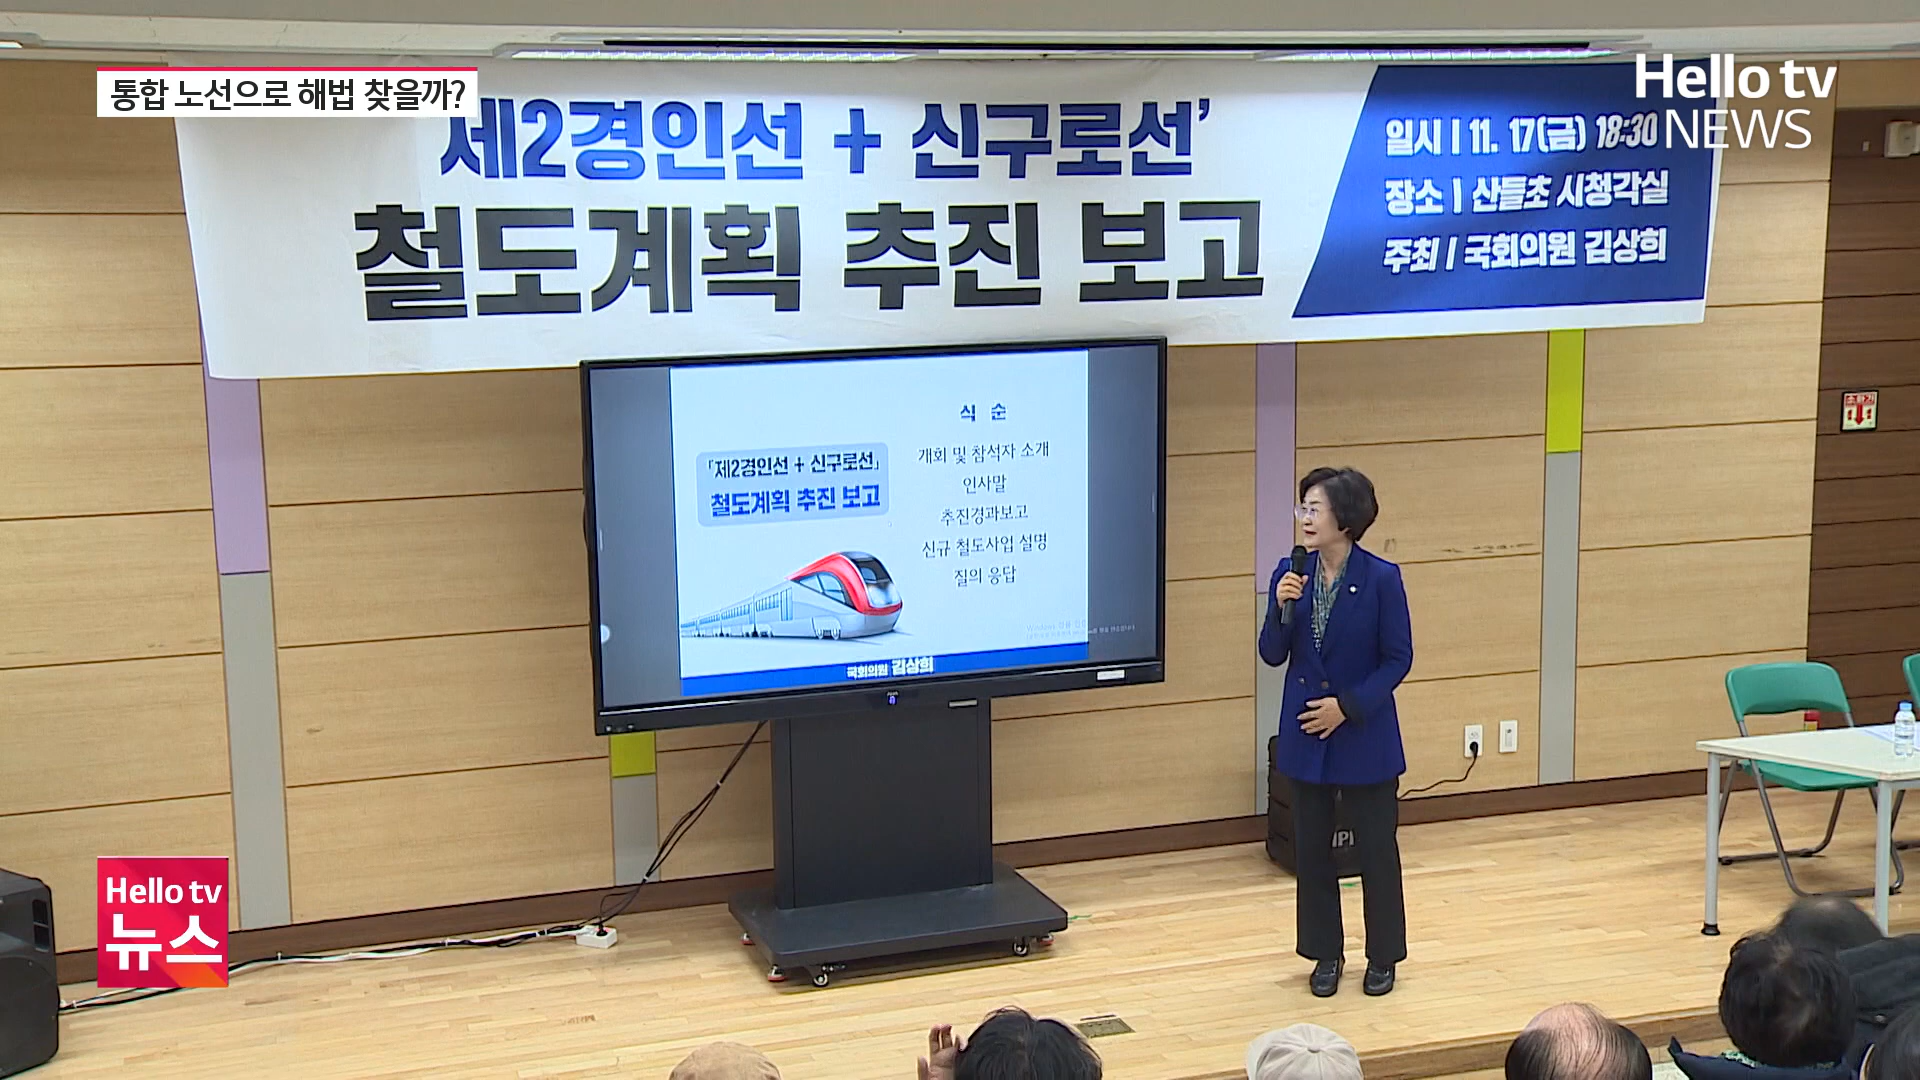 통합 노선으로 해법 찾을까?
Hello tv
NEWS
제2경인선 + 신구로선'
철도계획 추진 보고
일시 | 11. 17(금) 18:30
장소 | 산들초 시청각실
주최 / 국회의원 김상희
식 순
「제2경인선 + 신구로선」
철도계획 추진 보고
개회 및 참석자 소개
인사말
추진경과보고
신규 철도사업 설명
질의 응답
국회의원 김상희
소화기
Hello tv
뉴스